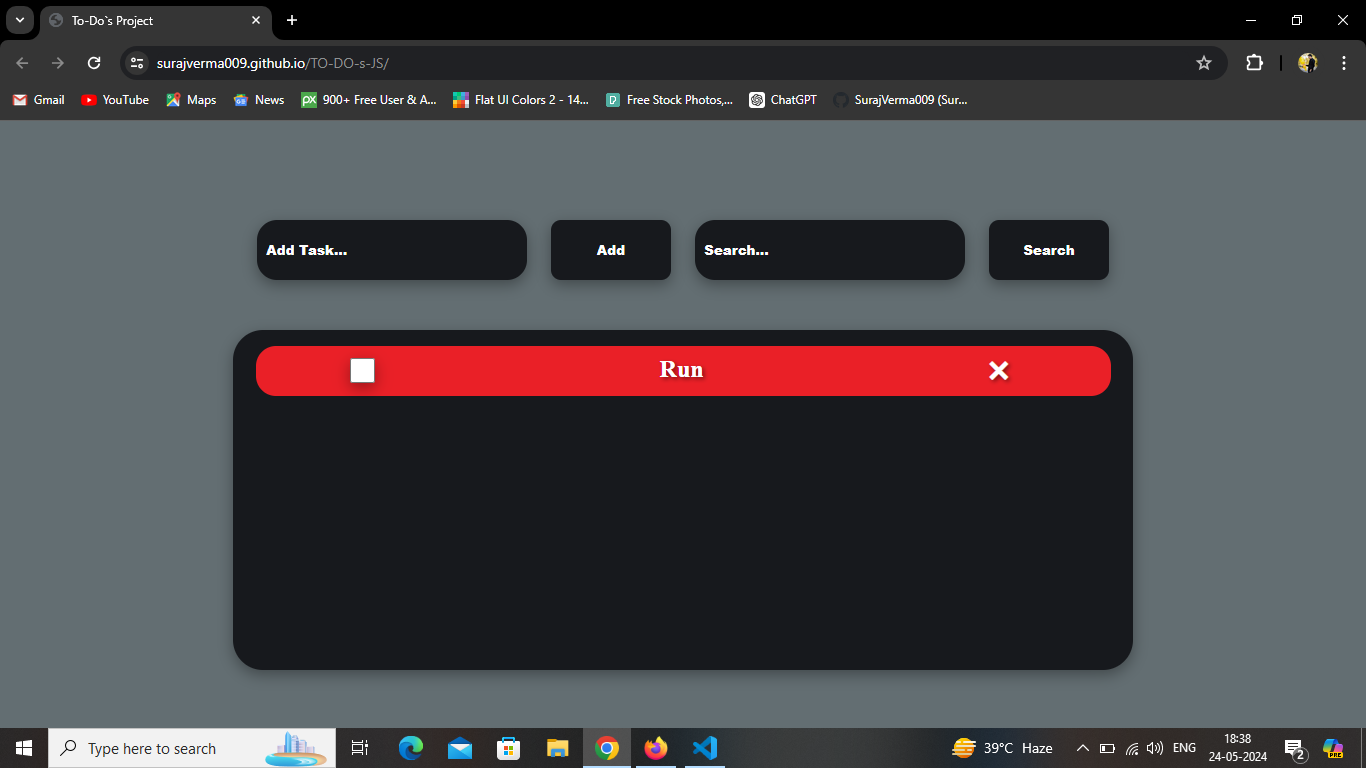 To-Do`s Project
surajverma009.github.io/TO-DO-s-JS/
Gmail YouTube Maps News 900+ Free User & A... Flat UI Colors 2 - 14... Free Stock Photos,... ChatGPT SurajVerma009 (Sur...
Add Task... Add Search... Search
Run
Type here to search 39°C Haze ENG 18:38
24-05-2024 2